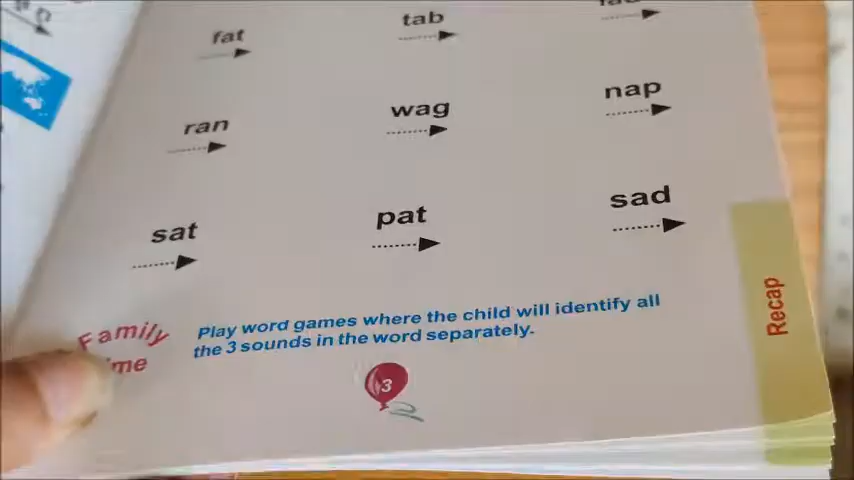 fat tab
ran wag nap
sat pat sad
Family
Play word games where the child will identify all
the 3 sounds in the word separately.
3
Recap